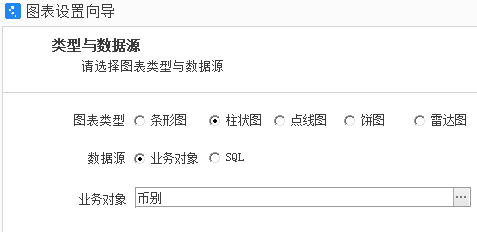 图表设置向导
类型与数据源
请选择图表类型与数据源
图表类型 条形图 柱状图 点线图 饼图 雷达图
数据源 业务对象 SQL
业务对象 币别 ...